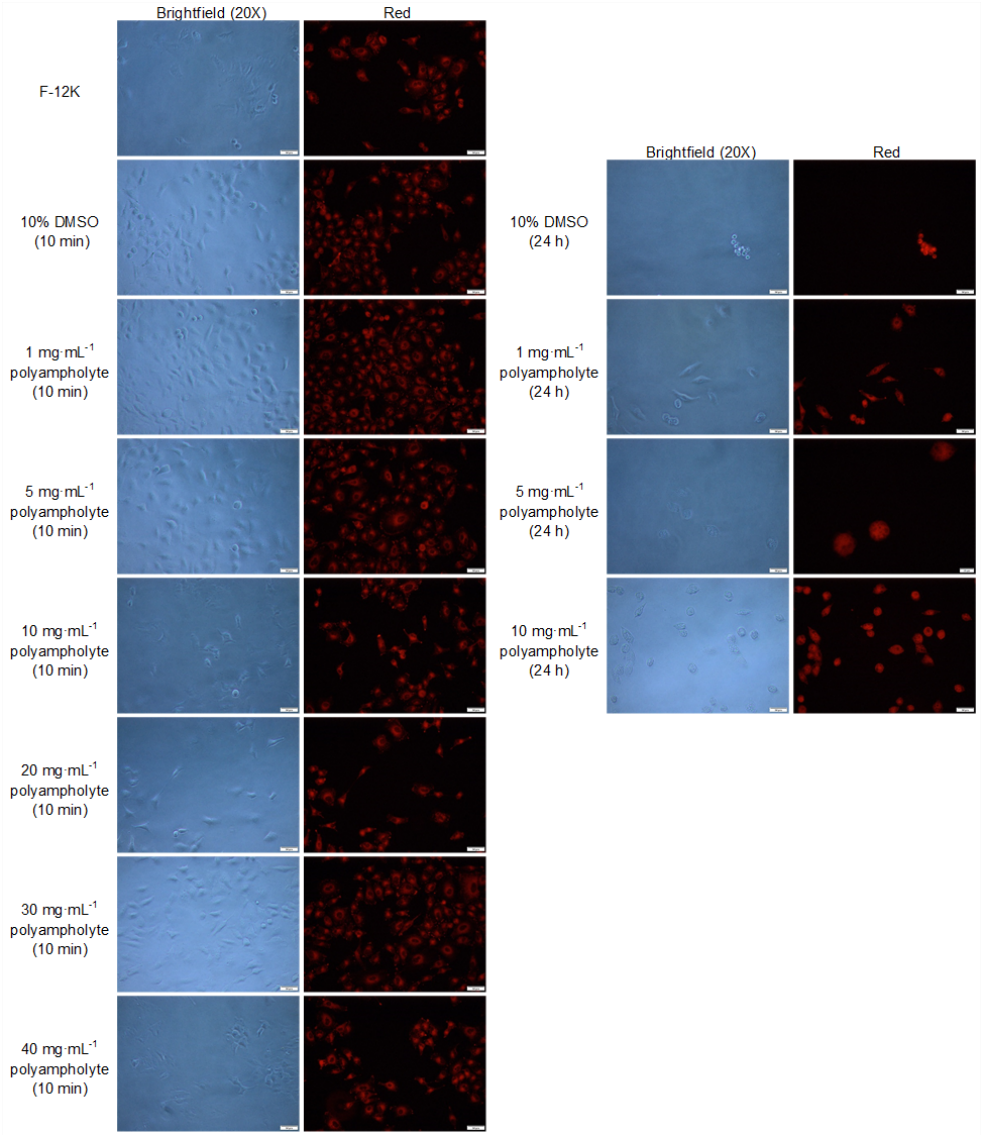 Brightfield (20X)
Red
F-12K
10% DMSO
(10 min)
1 mg·mL⁻¹
polyampholyte
(10 min)
5 mg·mL⁻¹
polyampholyte
(10 min)
10 mg·mL⁻¹
polyampholyte
(10 min)
20 mg·mL⁻¹
polyampholyte
(10 min)
30 mg·mL⁻¹
polyampholyte
(10 min)
40 mg·mL⁻¹
polyampholyte
(10 min)
Brightfield (20X)
Red
10% DMSO
(24 h)
1 mg·mL⁻¹
polyampholyte
(24 h)
5 mg·mL⁻¹
polyampholyte
(24 h)
10 mg·mL⁻¹
polyampholyte
(24 h)